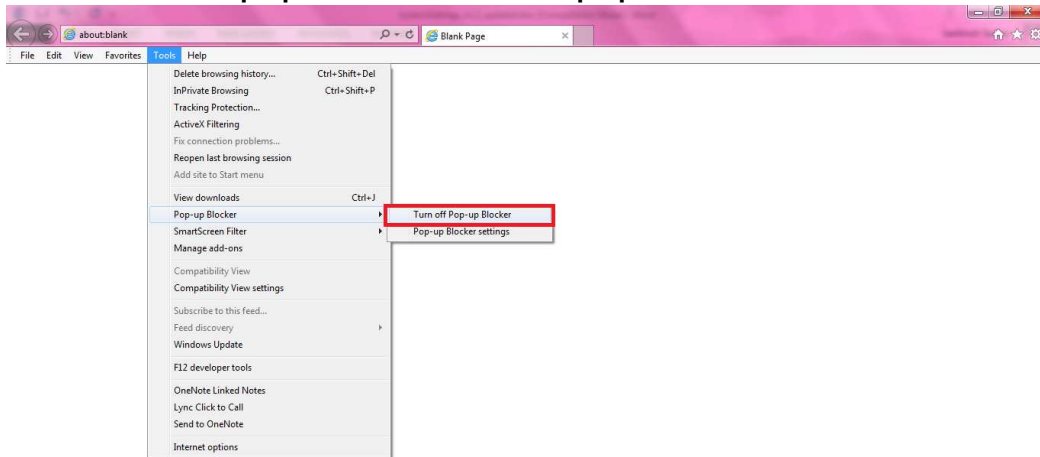 about:blank
Blank Page
File Edit View Favorites Tools Help
Delete browsing history... Ctrl+Shift+Del
InPrivate Browsing Ctrl+Shift+P
Tracking Protection...
ActiveX Filtering
Fix connection problems...
Reopen last browsing session
Add site to Start menu
View downloads Ctrl+J
Pop-up Blocker
Turn off Pop-up Blocker
SmartScreen Filter
Pop-up Blocker settings
Manage add-ons
Compatibility View
Compatibility View settings
Subscribe to this feed...
Feed discovery
Windows Update
F12 developer tools
OneNote Linked Notes
Lync Click to Call
Send to OneNote
Internet options